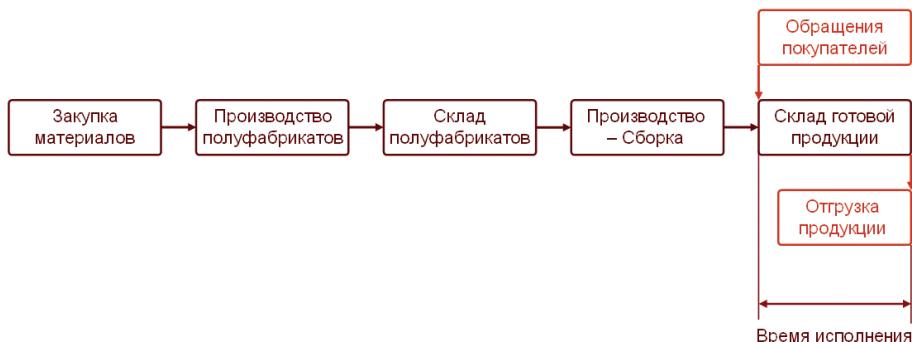 Обращения
покупателей
Закупка
материалов
Производство
полуфабрикатов
Склад
полуфабрикатов
Производство
– Сборка
Склад готовой
продукции
Отгрузка
продукции
Время исполнения